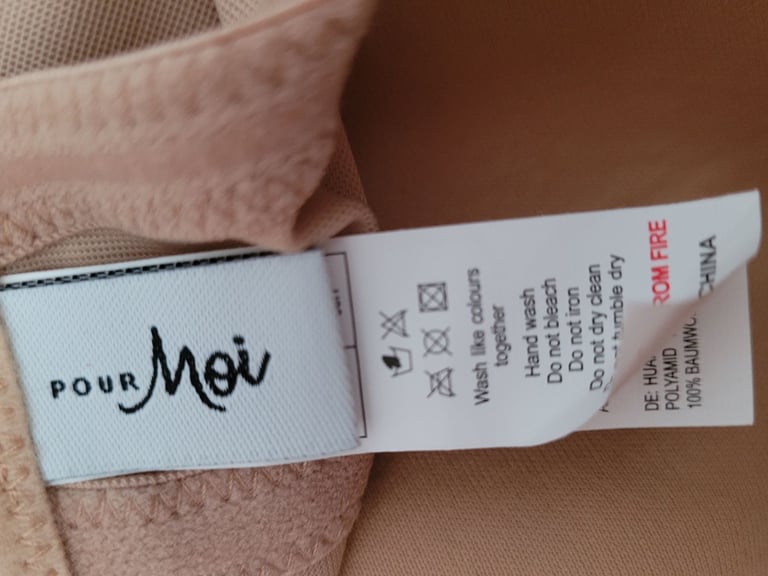 POUR Moi
Wash like colours
together
Hand wash
Do not bleach
Do not iron
Do not dry clean
tumble dry
FIRE
CHINA
DE:
POLYAMID
100%